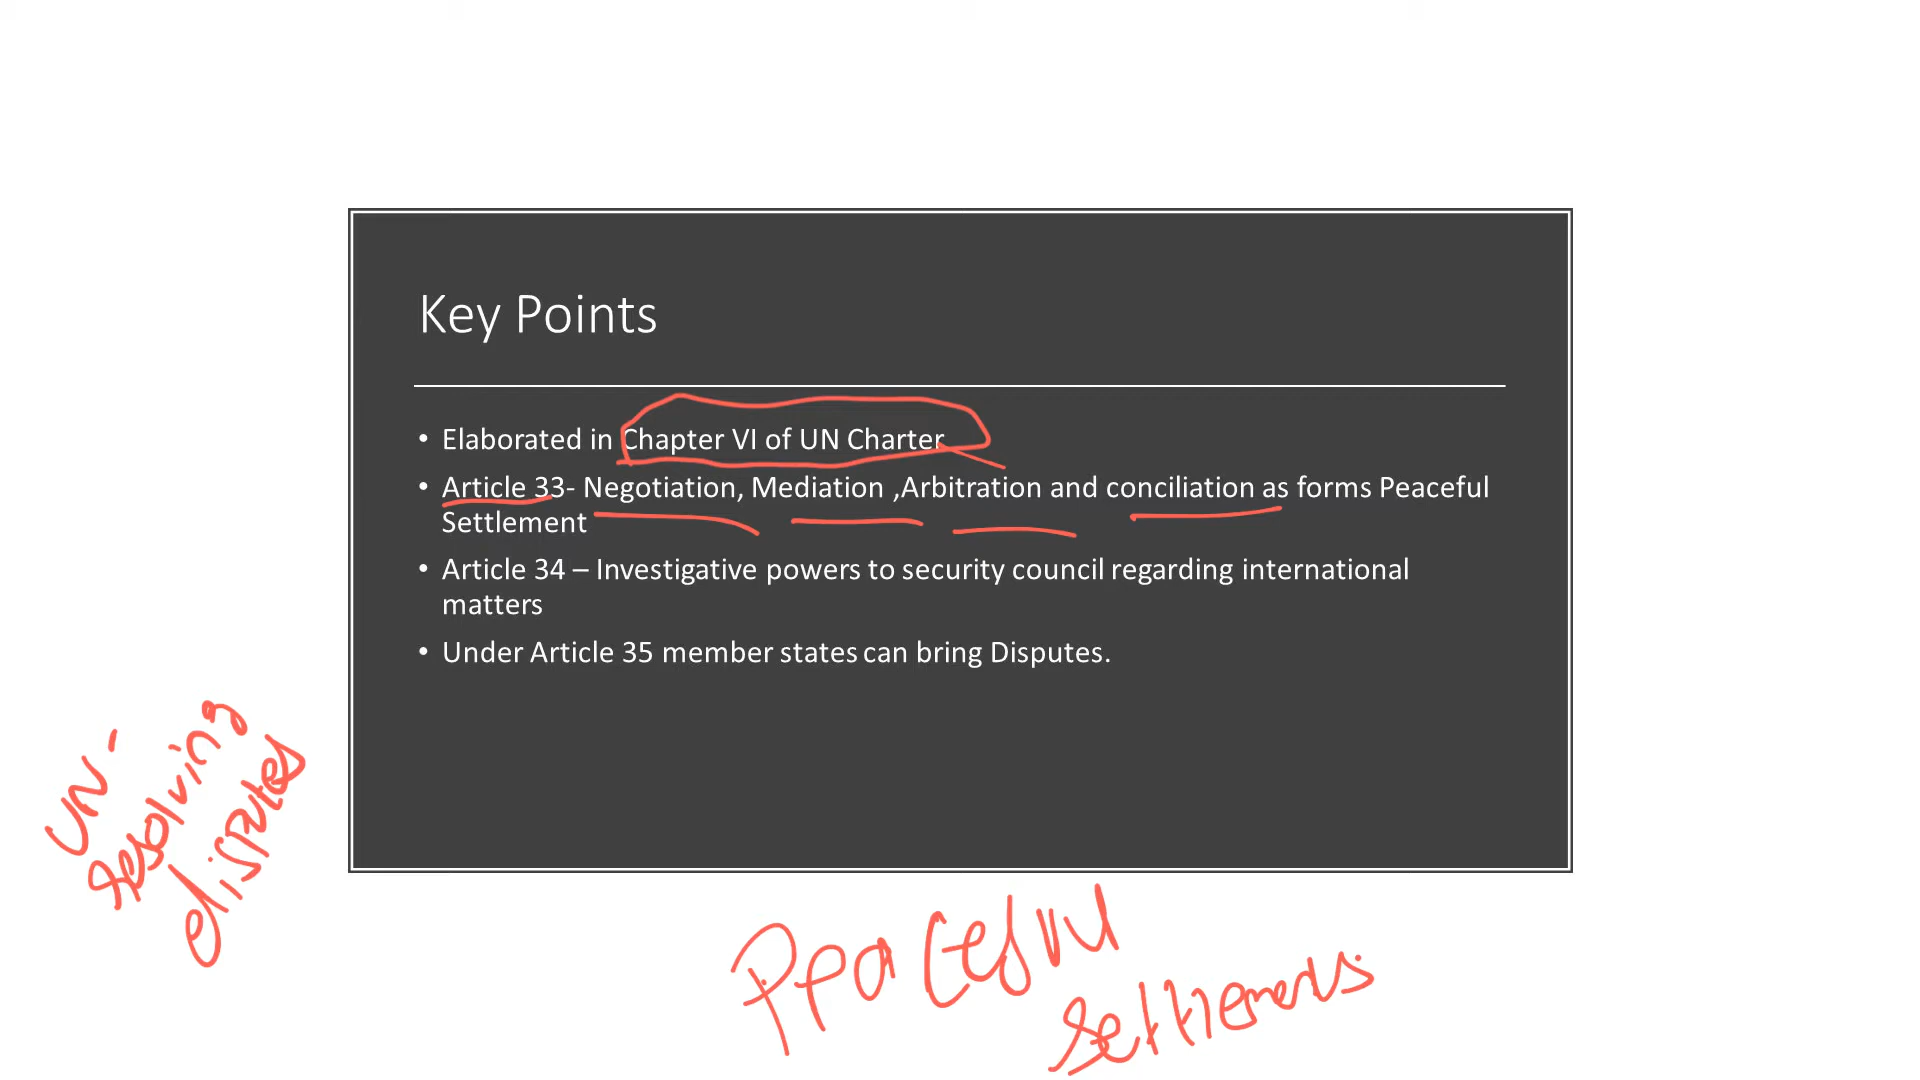 Key Points
• Elaborated in Chapter VI of UN Charter
• Article 33- Negotiation, Mediation ,Arbitration and conciliation as forms Peaceful
Settlement
• Article 34 – Investigative powers to security council regarding international
matters
• Under Article 35 member states can bring Disputes.
UN -
resolving
disputes
Peaceful
settlements